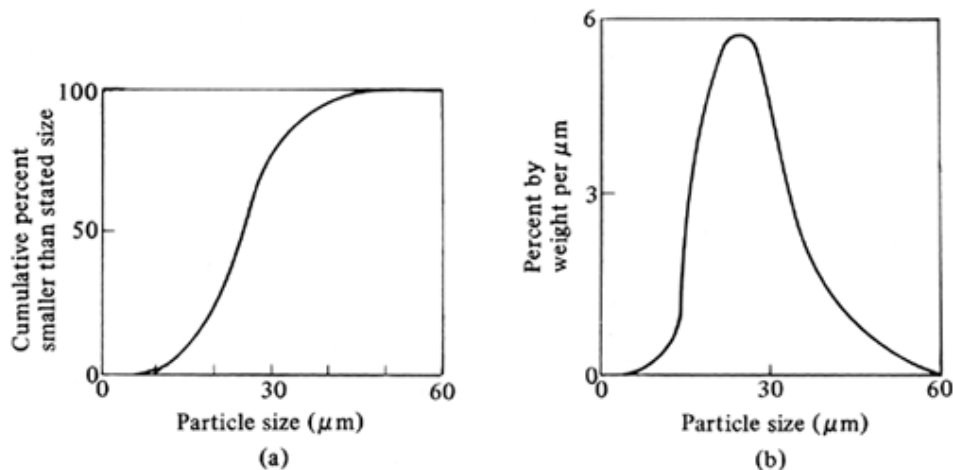 100
50
0
Cumulative percent
smaller than stated size
0
30
60
Particle size (μm)
(a)
6
3
0
Percent by
weight per μm
0
30
60
Particle size (μm)
(b)